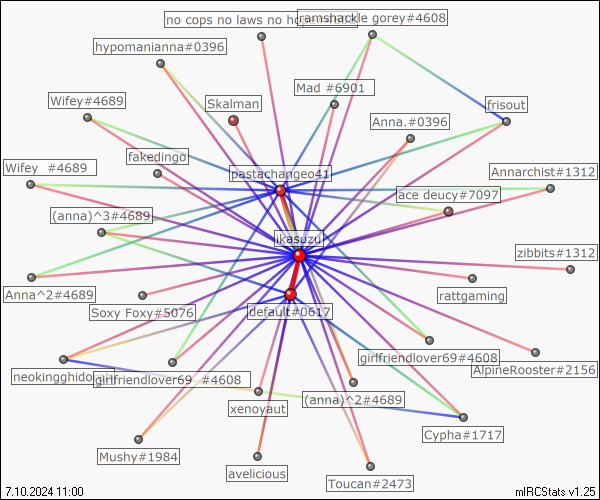 no cops no laws no ho
ramshackle gorey#4608
hypomanianna#0396
Mad #6901
Wifey#4689
Skalman
frisout
Anna.#0396
fakedingo
Wifey #4689
pastachangeo41
Annarchist#1312
ace deucy#7097
(anna)^3#4689
ikasuzu
zibbits#1312
Anna^2#4689
rattgaming
Soxy Foxy#5076
default#0617
girlfriendlover69#4608
AlpineRooster#2156
neokingghido
girlfriendlover69 #4608
(anna)^2#4689
xenoyaut
Cypha#1717
Mushy#1984
avelicious
Toucan#2473
7.10.2024 11:00
mIRCStats v1.25